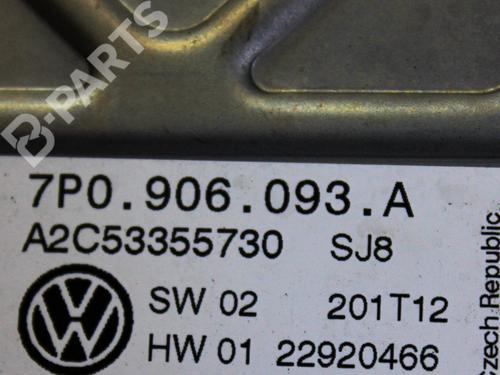 B-PARTS
7P0.906.093.A
A2C53355730 SJ8
SW 02 201T12
HW 01 22920466
Czech Republic